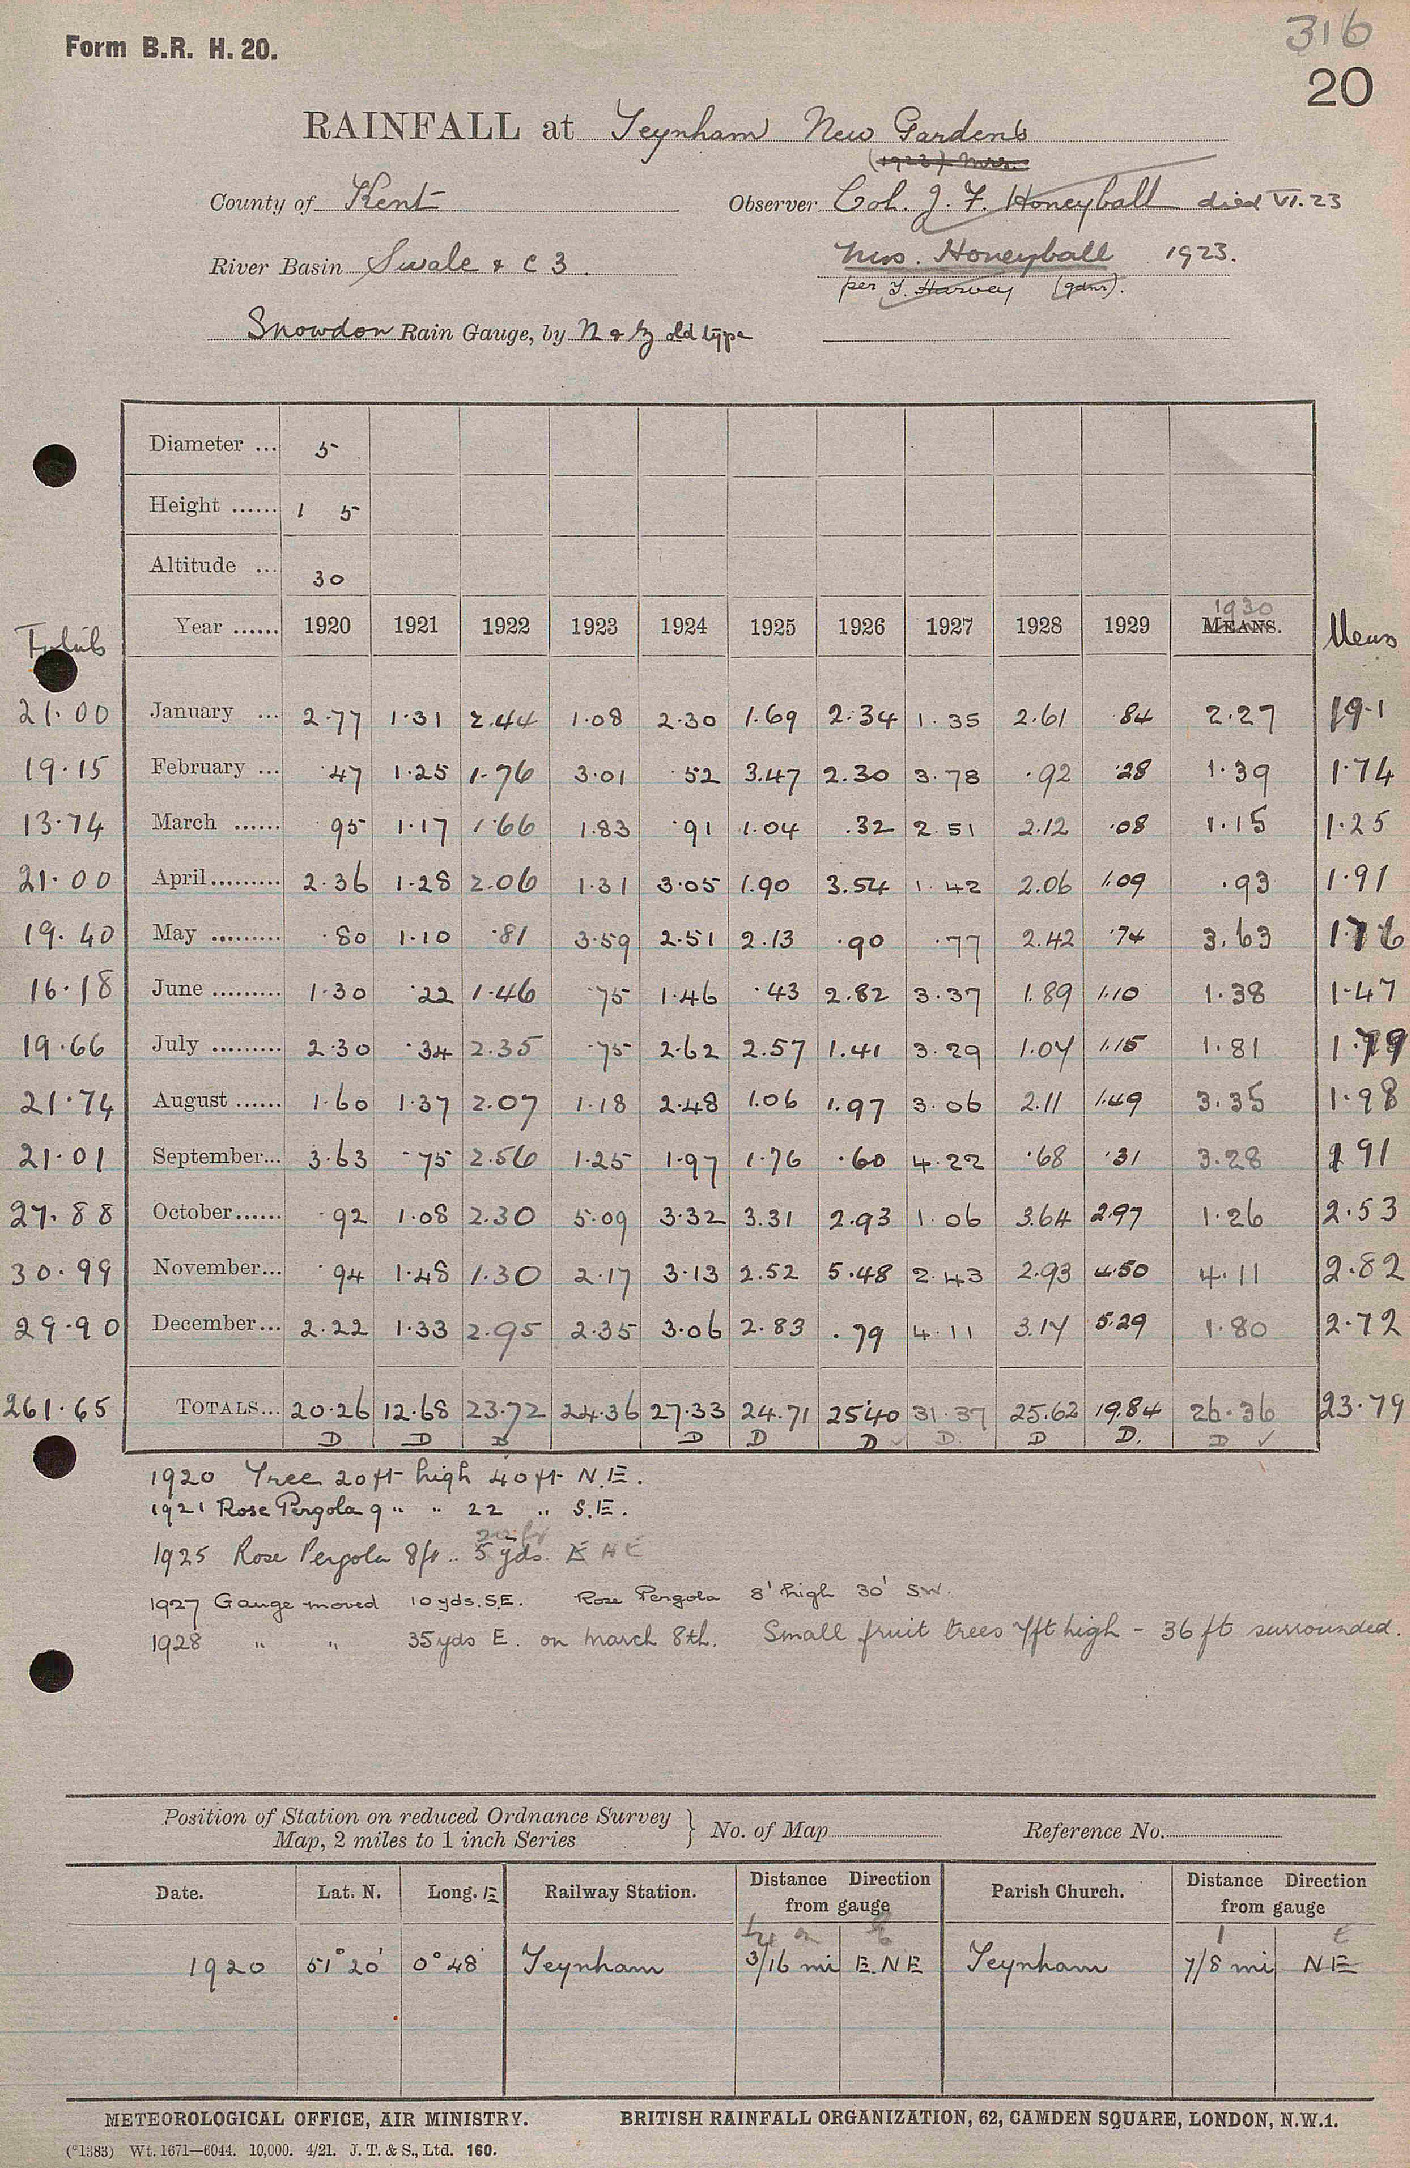 316
Form B.R. H. 20.
20
RAINFALL at Teynham New Gardens
(1923) Mrs.
County of Kent Observer Col. J. F. Honeyball died VI.23
River Basin Swale & C 3. Mrs. Honeyball 1923.
per T. Harvey (gdnr).
Snowdon Rain Gauge, by N & Z old type
Diameter ... 5
Height ...... 1 5
Altitude ... 30
1930
Totals Year ...... 1920 1921 1922 1923 1924 1925 1926 1927 1928 1929 MEANS. Means
21.00 January ... 2.77 1.31 2.44 1.08 2.30 1.69 2.34 1.35 2.61 .84 2.27 19.1
19.15 February ... .47 1.25 1.76 3.01 .52 3.47 2.30 3.78 .92 .28 1.39 1.74
13.74 March ...... .95 1.17 1.66 1.83 .91 1.04 .32 2.51 2.12 .08 1.15 1.25
21.00 April......... 2.36 1.28 2.06 1.31 3.05 1.90 3.54 1.42 2.06 1.09 .93 1.91
19.40 May ......... .80 1.10 .81 3.59 2.51 2.13 .90 .77 2.42 .74 3.63 1.76
16.18 June ......... 1.30 .22 1.46 .75 1.46 .43 2.82 3.37 1.89 1.10 1.38 1.47
19.66 July ......... 2.30 .34 2.35 .75 2.62 2.57 1.41 3.29 1.07 1.15 1.81 1.79
21.74 August ...... 1.60 1.37 2.07 1.18 2.48 1.06 1.97 3.06 2.11 1.49 3.35 1.98
21.01 September... 3.63 .75 2.56 1.25 1.97 1.76 .60 4.22 .68 .31 3.28 1 91
27.88 October...... .92 1.08 2.30 5.09 3.32 3.31 2.93 1.06 3.64 2.97 1.26 2.53
30.99 November... .94 1.48 1.30 2.17 3.13 2.52 5.48 2.43 2.93 4.50 4.11 2.82
29.90 December... 2.22 1.33 2.95 2.35 3.06 2.83 .79 4.11 3.17 5.29 1.80 2.72
261.65 TOTALS... 20.26 12.68 23.72 24.36 27.33 24.71 25.40 31.37 25.62 19.84 26.36 23.79
D D D D D D D D D. D ✓
1920 Tree 20 ft high 40 ft N.E.
1921 Rose Pergola 9 " " 22 " S.E.
22 ft
1925 Rose Pergola 8 ft .. 5 yds. E NE
1927 Gauge moved 10 yds. S.E. Rose Pergola 8' high 30' SW.
1928 " " 35 yds E. on March 8th. Small fruit trees 7ft high - 36 ft surrounded.
Position of Station on reduced Ordnance Survey Map, 2 miles to 1 inch Series } No. of Map Reference No.
Date. Lat. N. Long. E Railway Station. Distance Direction from gauge Parish Church. Distance Direction from gauge
1/4 E 1 E
1920 51° 20' 0° 48' Teynham 3/16 mi E.N E Teynham 7/8 mi N E
METEOROLOGICAL OFFICE, AIR MINISTRY. BRITISH RAINFALL ORGANIZATION, 62, CAMDEN SQUARE, LONDON, N.W.1.
(*1383) Wt. 1671—6044. 10,000. 4/21. J. T. & S., Ltd. 160.